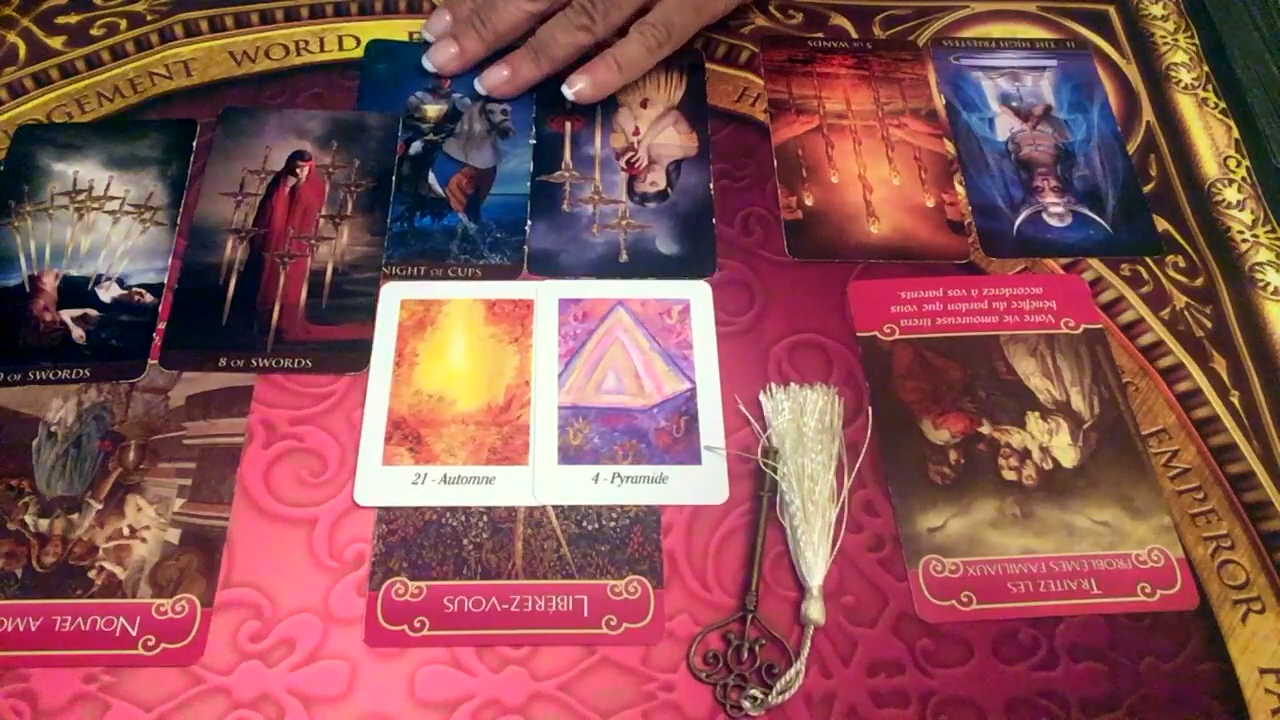 DGEMENT WORLD
5 OF WANDS
II - THE HIGH PRIESTESS
NIGHT OF CUPS
8 OF SWORDS
OF SWORDS
Votre vie amoureuse tirera
bénéfice du pardon que vous
accorderez à vos parents.
21 - Automne
4 - Pyramide
EMPEROR
TRAITEZ LES
PROBLÈMES FAMILIAUX
LIBÉREZ-VOUS
NOUVEL AMO